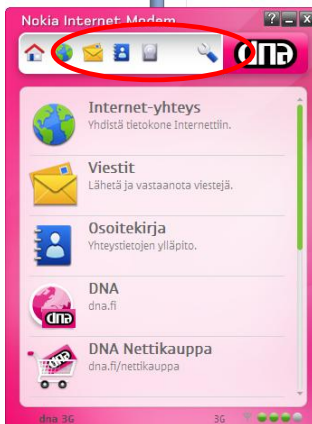 Nokia Internet Modem
dna
Internet-yhteys
Yhdistä tietokone Internettiin.
Viestit
Lähetä ja vastaanota viestejä.
Osoitekirja
Yhteystietojen ylläpito.
dna
DNA
dna.fi
dna
DNA Nettikauppa
dna.fi/nettikauppa
dna 3G
3G